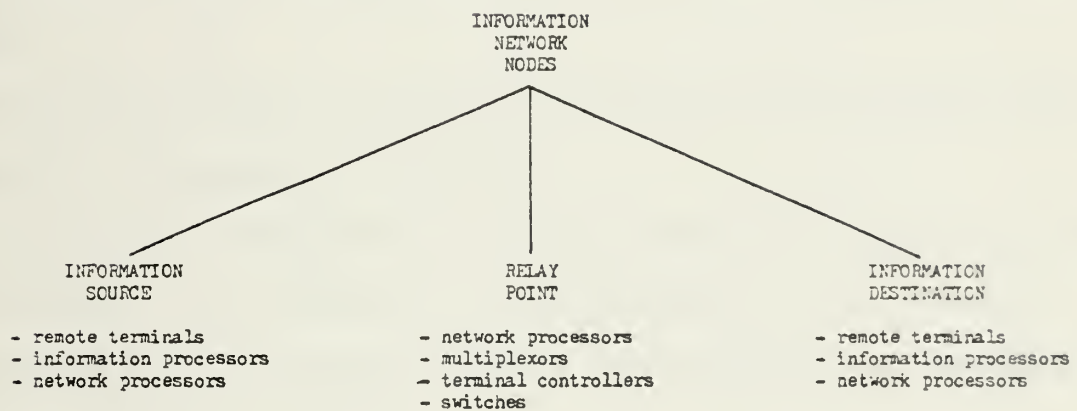 INFORMATION
NETWORK
NODES
INFORMATION
SOURCE
- remote terminals
- information processors
- network processors
RELAY
POINT
- network processors
- multiplexors
- terminal controllers
- switches
INFORMATION
DESTINATION
- remote terminals
- information processors
- network processors